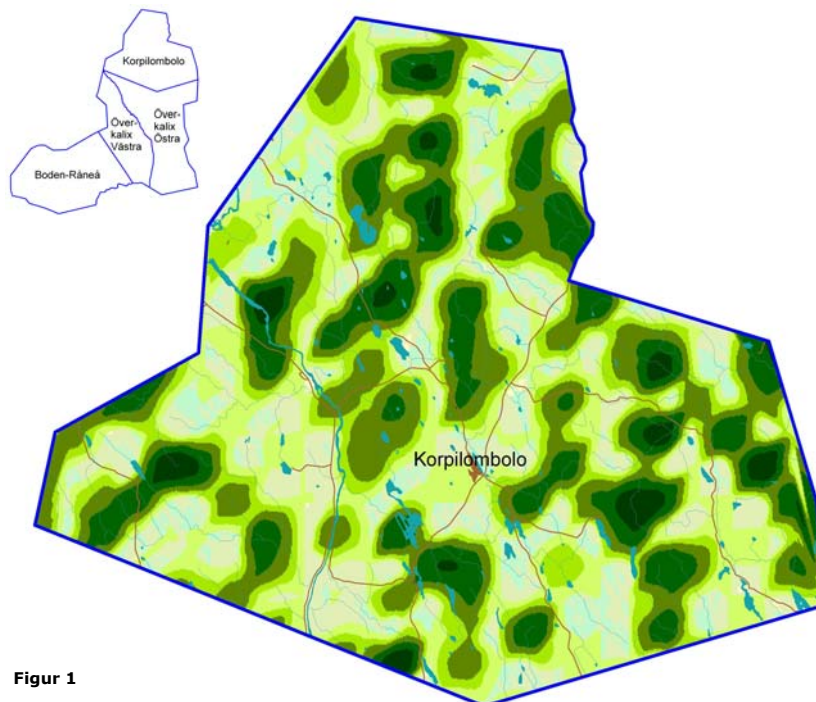 Korpilombolo
Över-
kalix
Västra
Över-
kalix
Östra
Boden-Råneå
Korpilombolo
Figur 1